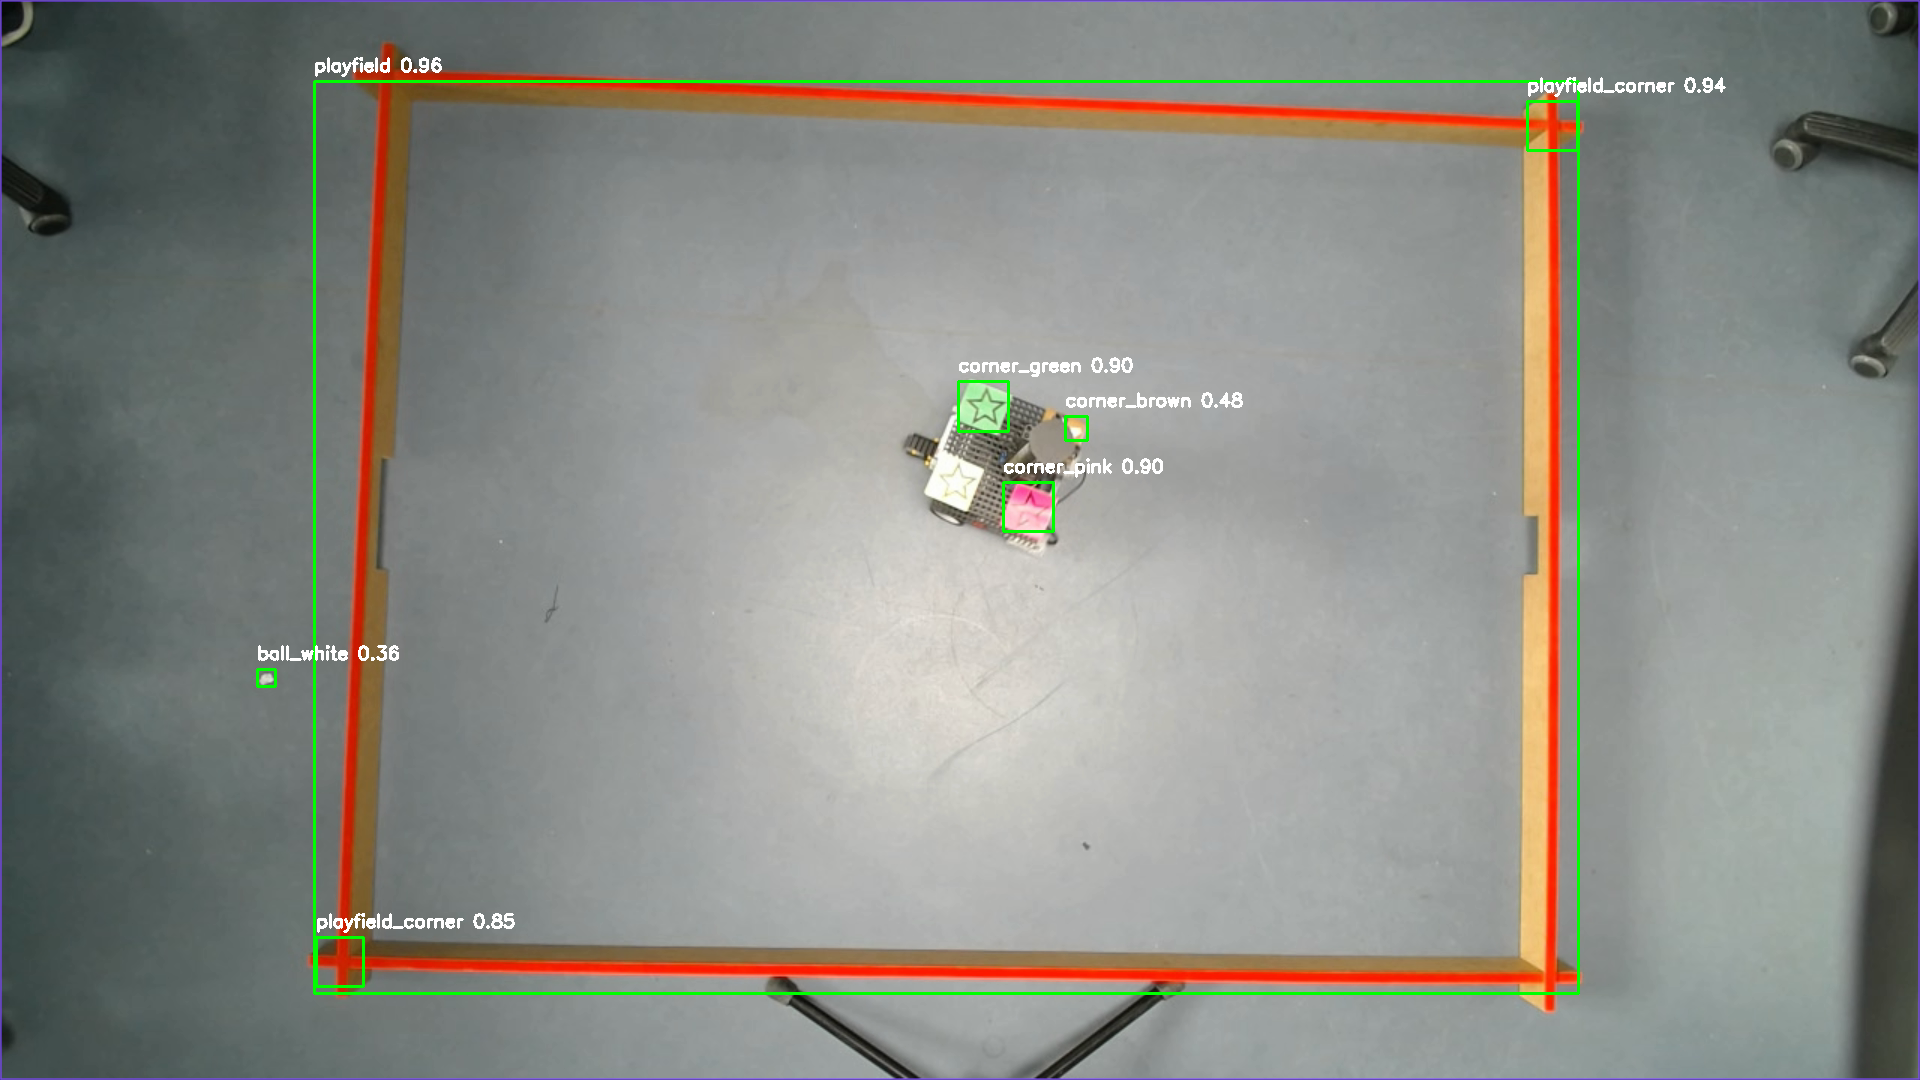 playfield 0.96
playfield_corner 0.94
corner_green 0.90
corner_brown 0.48
corner_pink 0.90
ball_white 0.36
playfield_corner 0.85